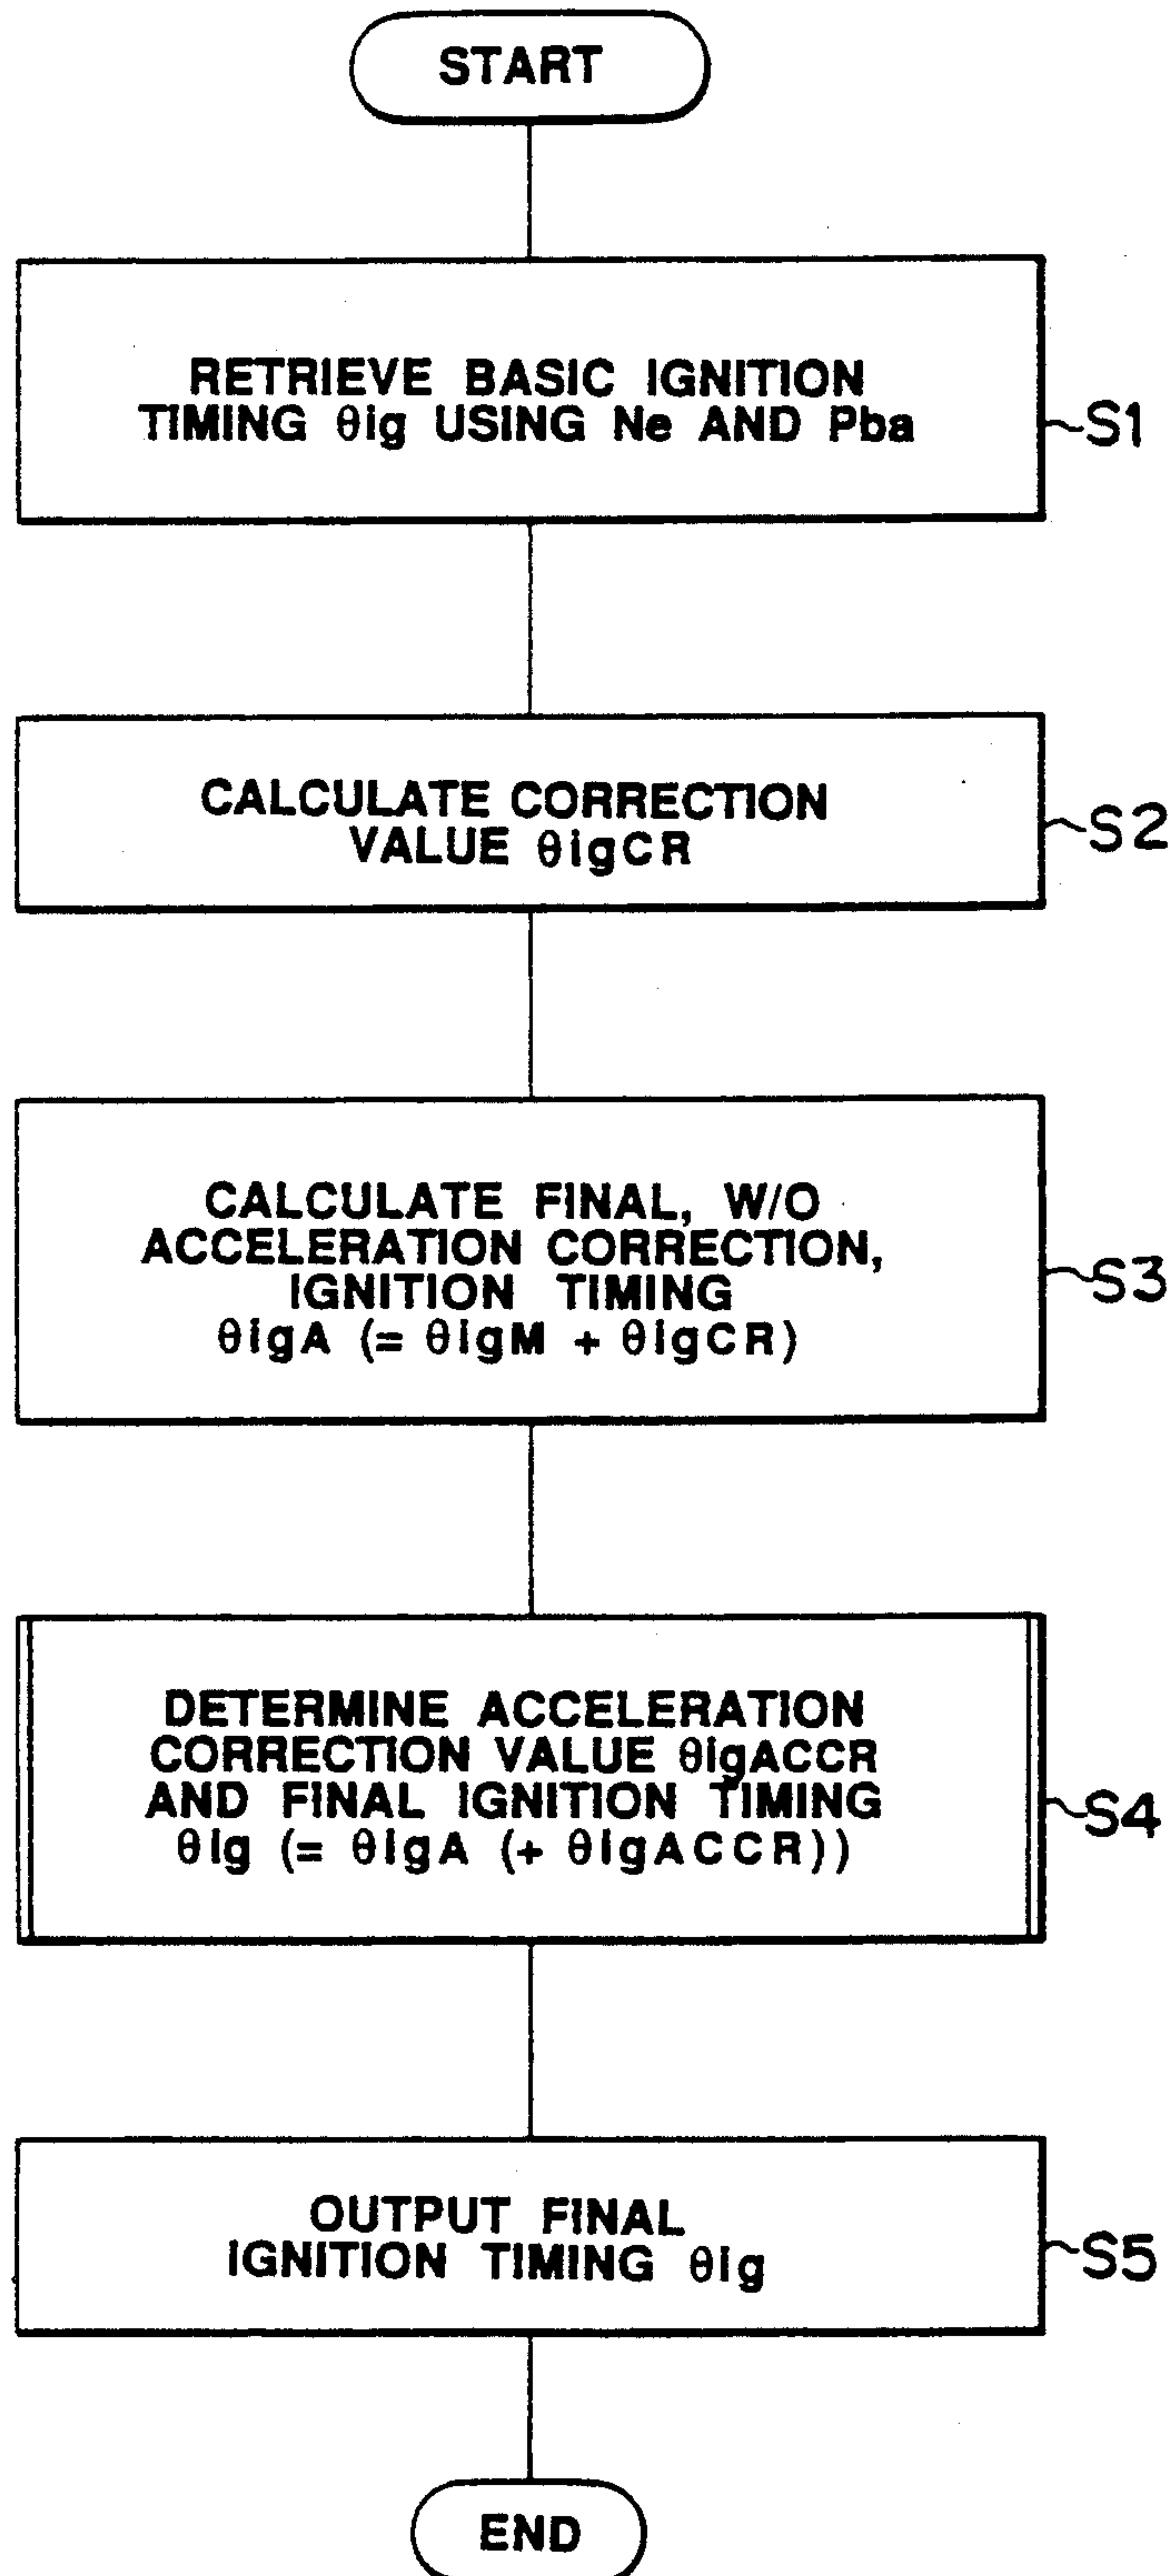 START
RETRIEVE BASIC IGNITION
TIMING θig USING Ne AND Pba
S1
CALCULATE CORRECTION
VALUE θigCR
S2
CALCULATE FINAL, W/O
ACCELERATION CORRECTION,
IGNITION TIMING
θigA (= θigM + θigCR)
S3
DETERMINE ACCELERATION
CORRECTION VALUE θigACCR
AND FINAL IGNITION TIMING
θig (= θigA (+ θigACCR))
S4
OUTPUT FINAL
IGNITION TIMING θig
S5
END